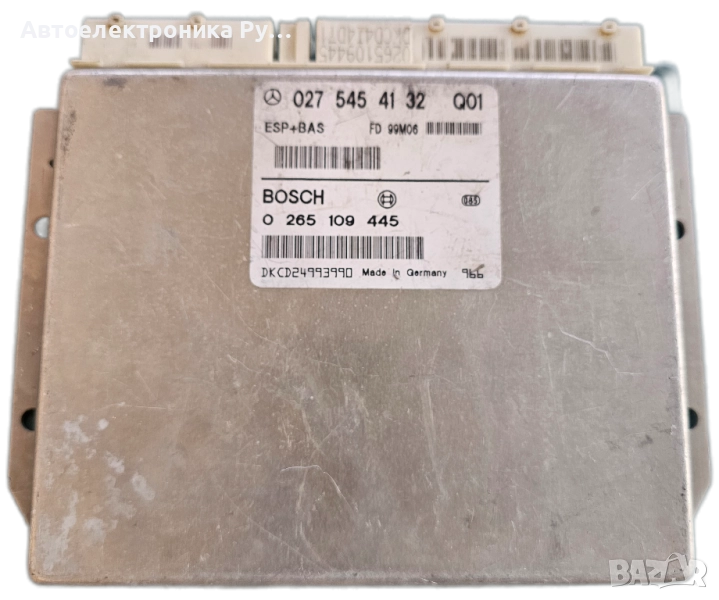 Автоелектроника Ру...
027 545 41 32 Q01
ESP+BAS FD 99M06
BOSCH
0 265 109 445
DKCD24993990 Made in Germany 966
bazar